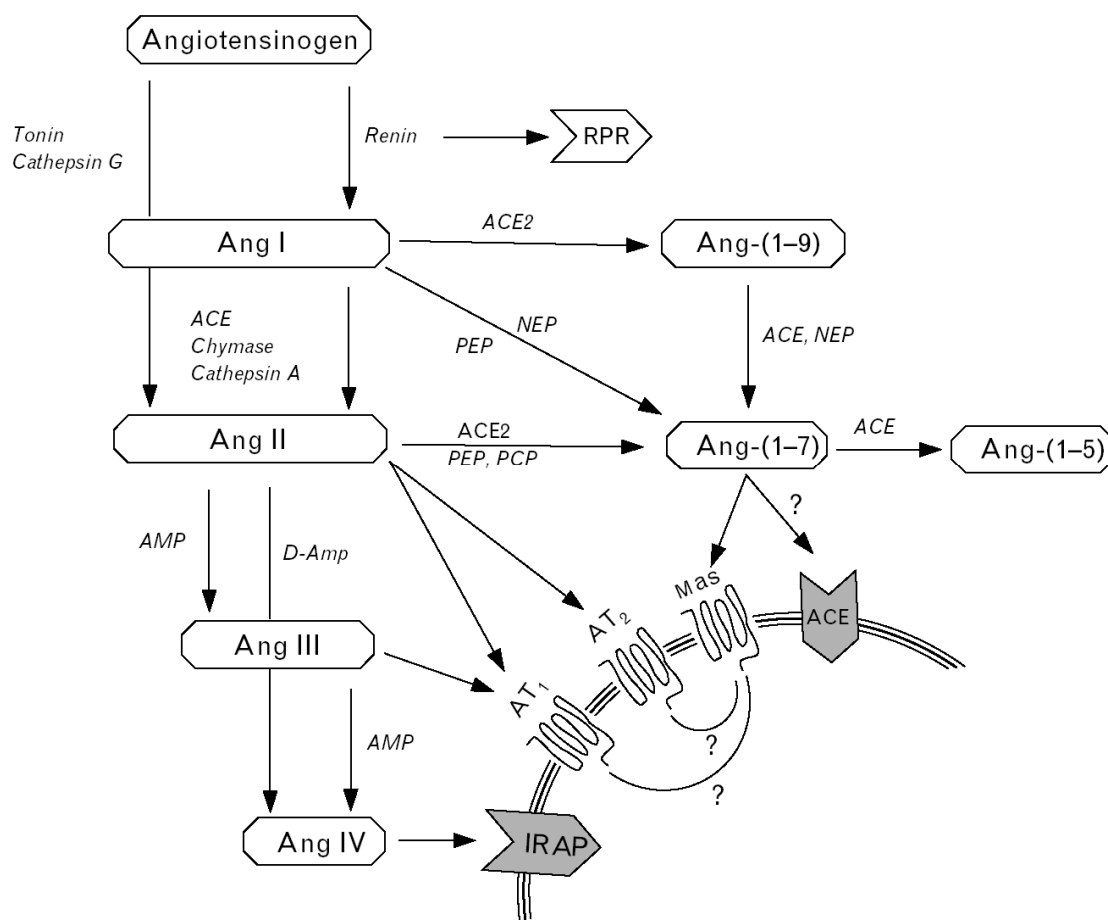 Angiotensinogen
Tonin
Cathepsin G
Renin
RPR
Ang I
ACE2
Ang-(1–9)
NEP
PEP
ACE, NEP
ACE
Chymase
Cathepsin A
Ang II
ACE2
PEP, PCP
Ang-(1–7)
ACE
Ang-(1–5)
?
AMP
D-Amp
Mas
ACE
AT2
Ang III
AT1
?
AMP
?
Ang IV
IRAP